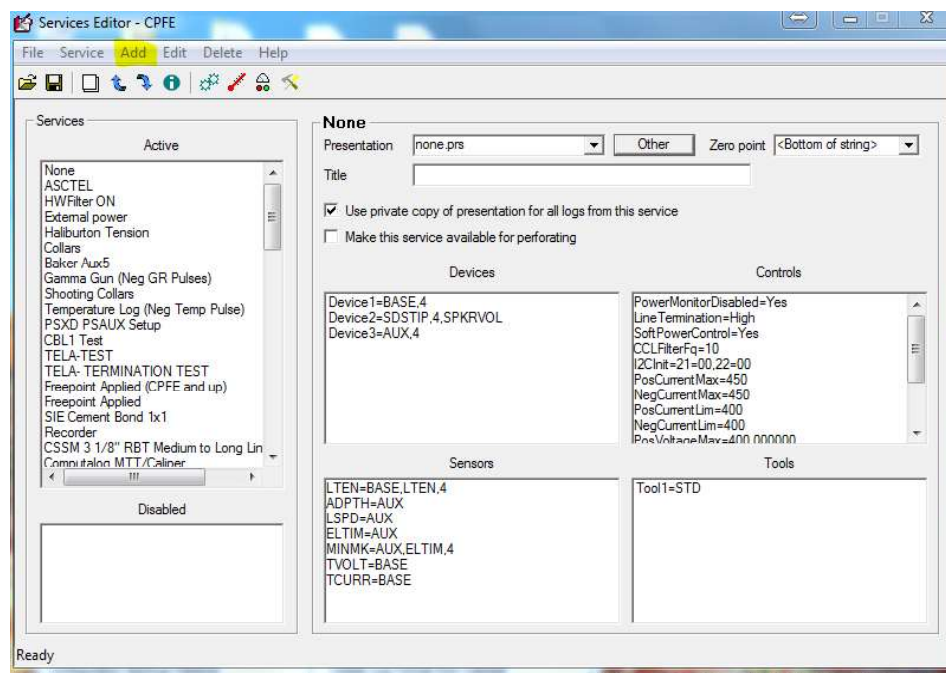 Services Editor - CPFE
File Service Add Edit Delete Help
Services
Active
None
ASCTEL
HWFilter ON
External power
Haliburton Tension
Collars
Baker Aux5
Gamma Gun (Neg GR Pulses)
Shooting Collars
Temperature Log (Neg Temp Pulse)
PSXD PSAUX Setup
CBL1 Test
TELA-TEST
TELA- TERMINATION TEST
Freepoint Applied (CPFE and up)
Freepoint Applied
SIE Cement Bond 1x1
Recorder
CSSM 3 1/8" RBT Medium to Long Lin
Computalog MTT/Caliper
Disabled
None
Presentation none.prs Other Zero point <Bottom of string>
Title
Use private copy of presentation for all logs from this service
Make this service available for perforating
Devices
Device1=BASE,4
Device2=SDSTIP,4,SPKRVOL
Device3=AUX,4
Controls
PowerMonitorDisabled=Yes
LineTermination=High
SoftPowerControl=Yes
CCLFilterFq=10
I2CInit=21=00,22=00
PosCurrentMax=450
NegCurrentMax=450
PosCurrentLim=400
NegCurrentLim=400
PosVoltageMax=400.000000
Sensors
LTEN=BASE,LTEN,4
ADPTH=AUX
LSPD=AUX
ELTIM=AUX
MINMK=AUX,ELTIM,4
TVOLT=BASE
TCURR=BASE
Tools
Tool1=STD
Ready